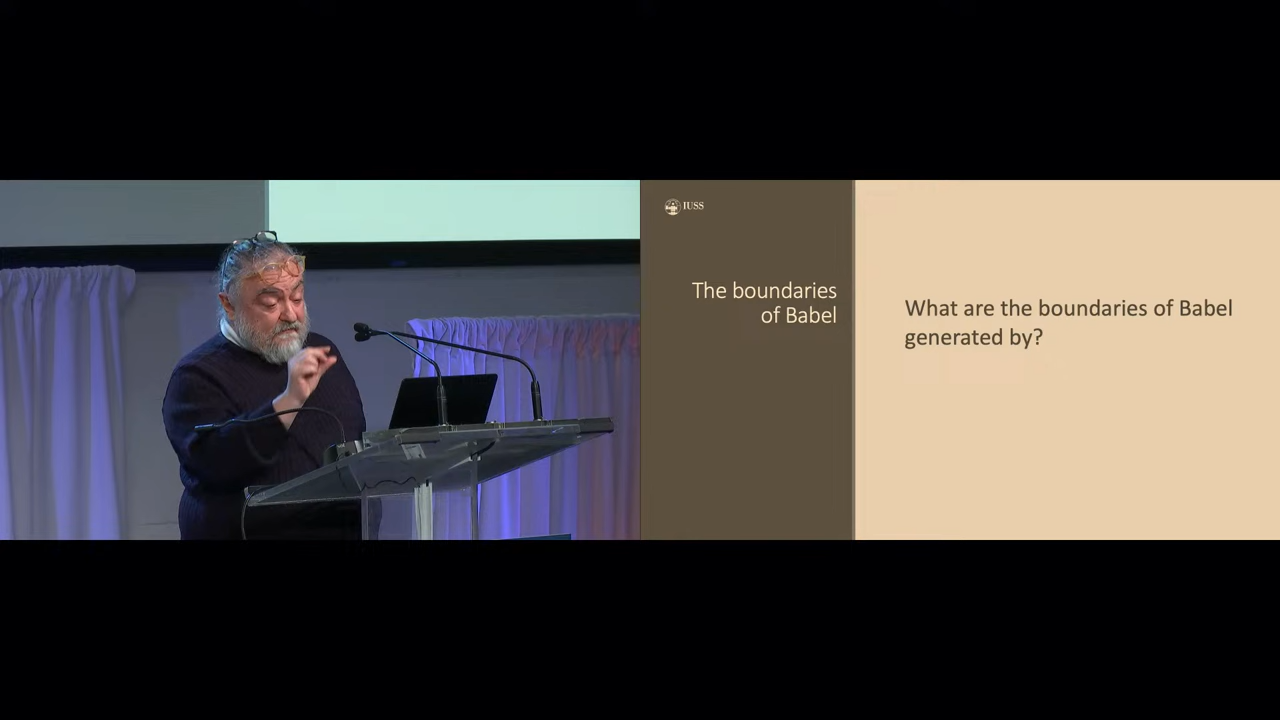 IUSS
The boundaries
of Babel
What are the boundaries of Babel
generated by?